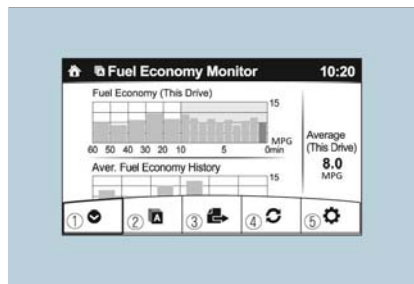 Fuel Economy Monitor 10:20
Fuel Economy (This Drive)
15
MPG
60 50 40 30 20 10 5 0min
Average
(This Drive)
8.0
MPG
Aver. Fuel Economy History
15
① ② A ③ ④ ⑤